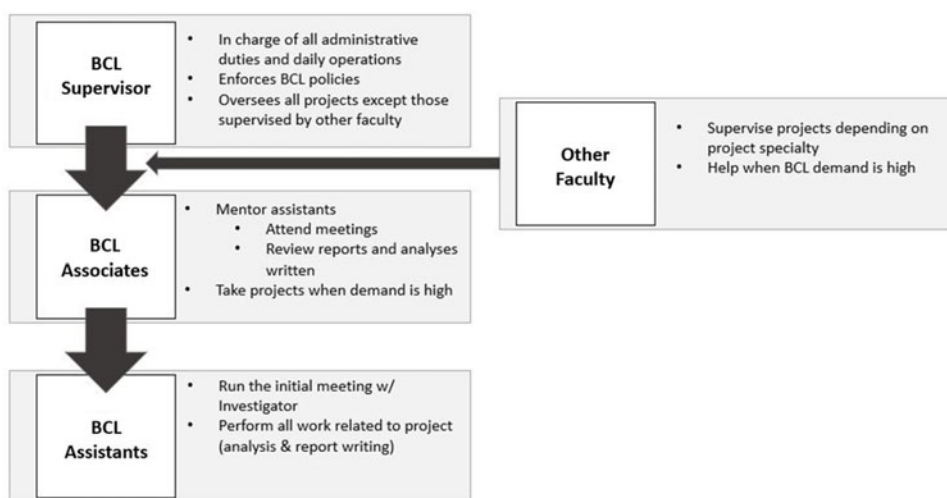 BCL
Supervisor
• In charge of all administrative
duties and daily operations
• Enforces BCL policies
• Oversees all projects except those
supervised by other faculty
Other
Faculty
• Supervise projects depending on
project specialty
• Help when BCL demand is high
BCL
Associates
• Mentor assistants
• Attend meetings
• Review reports and analyses
written
• Take projects when demand is high
BCL
Assistants
• Run the initial meeting w/
Investigator
• Perform all work related to project
(analysis & report writing)